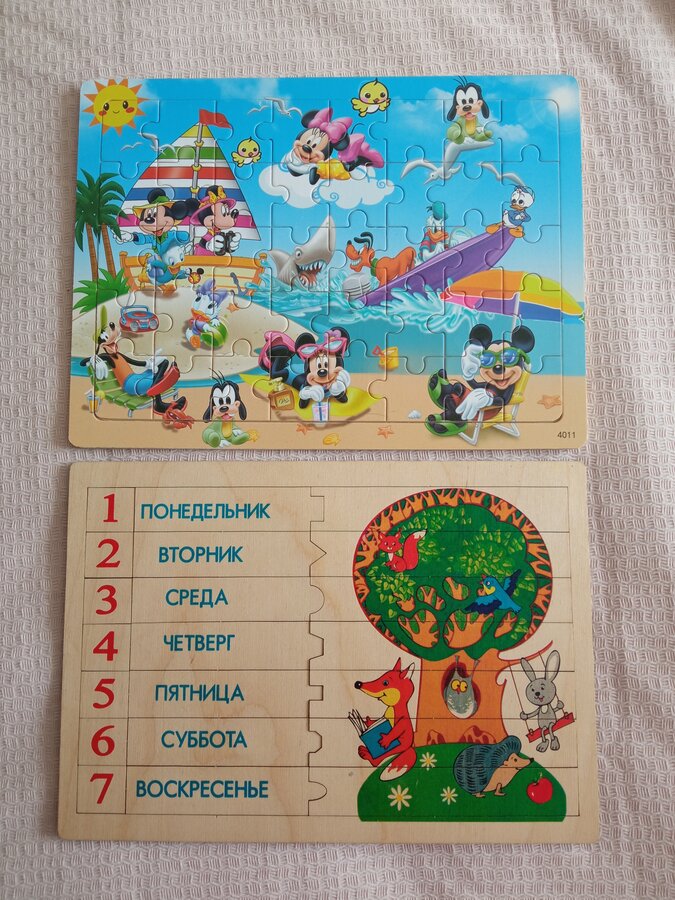 4011
1 ПОНЕДЕЛЬНИК
2 ВТОРНИК
3 СРЕДА
4 ЧЕТВЕРГ
5 ПЯТНИЦА
6 СУББОТА
7 ВОСКРЕСЕНЬЕ